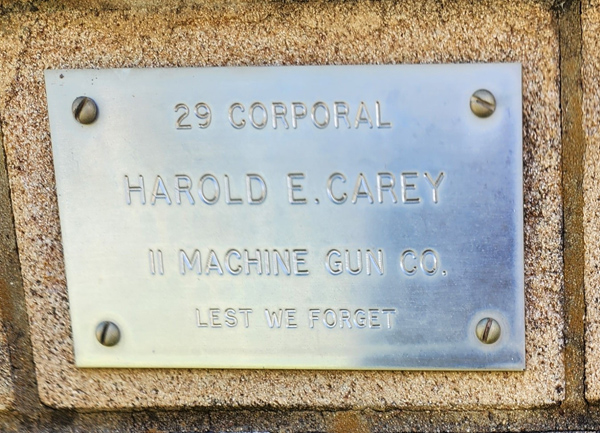 29 CORPORAL
HAROLD E. CAREY
11 MACHINE GUN CO.
LEST WE FORGET